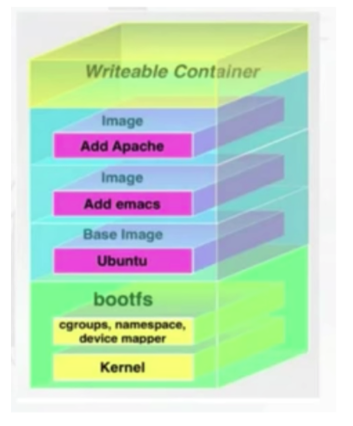 Writeable Container
Image
Add Apache
Image
Add emacs
Base Image
Ubuntu
bootfs
cgroups, namespace,
device mapper
Kernel